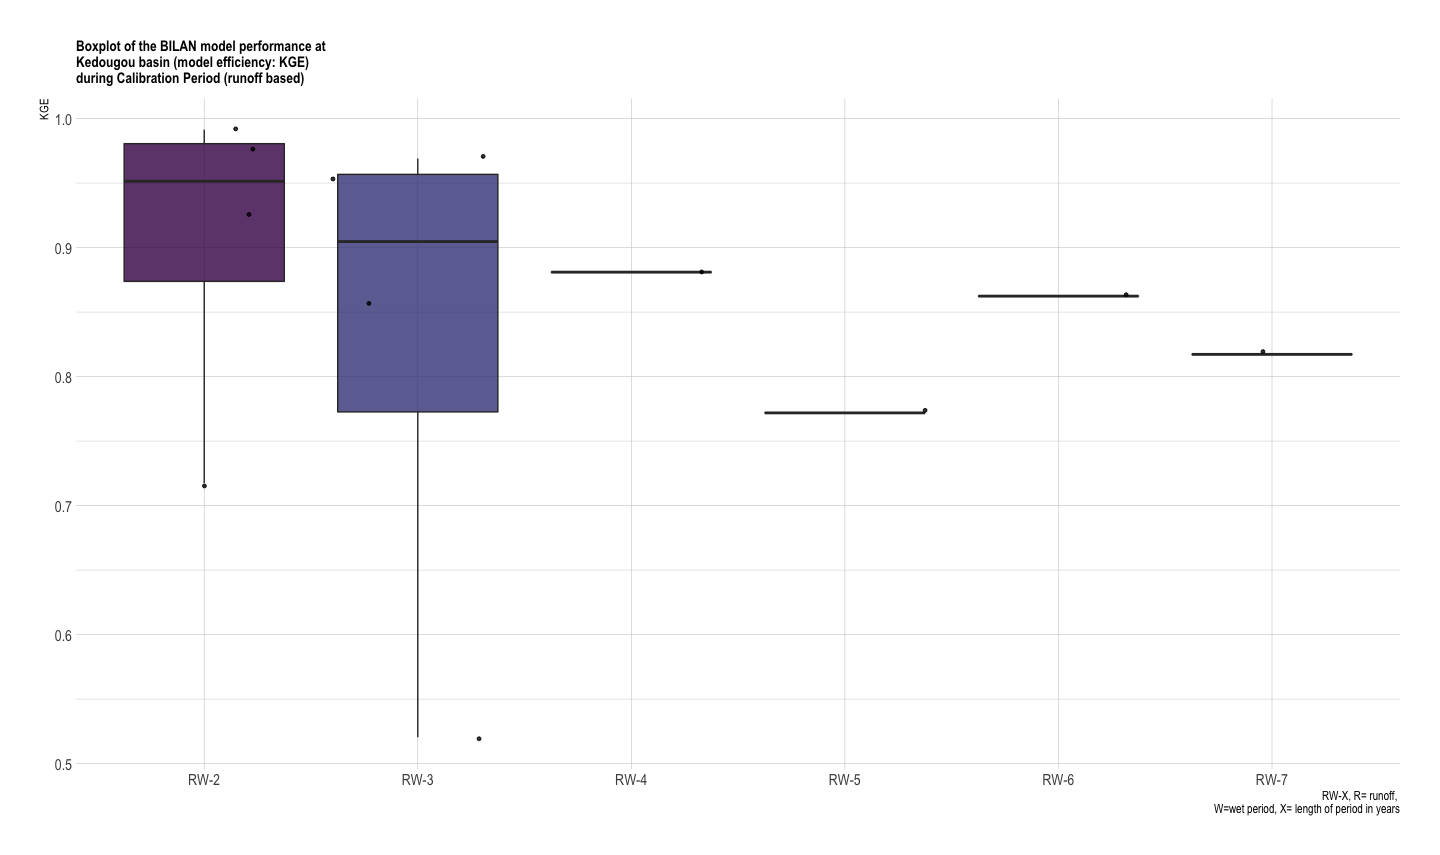 Boxplot of the BILAN model performance at
Kedougou basin (model efficiency: KGE)
during Calibration Period (runoff based)
KGE
1.0
0.9
0.8
0.7
0.6
0.5
RW-2 RW-3 RW-4 RW-5 RW-6 RW-7
RW-X, R= runoff,
W=wet period, X= length of period in years